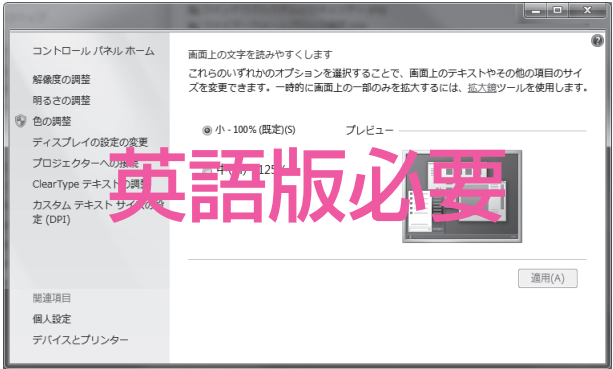 コントロール パネル ホーム
解像度の調整
明るさの調整
色の調整
ディスプレイの設定の変更
プロジェクターへの接続
ClearType テキストの調整
カスタム テキスト サイズの設
定 (DPI)
関連項目
個人設定
デバイスとプリンター
画面上の文字を読みやすくします
これらのいずれかのオプションを選択することで、画面上のテキストやその他の項目のサイ
ズを変更できます。一時的に画面上の一部のみを拡大するには、拡大鏡ツールを使用します。
小 - 100% (既定)(S)
プレビュー
中 125
適用(A)
英語版必要